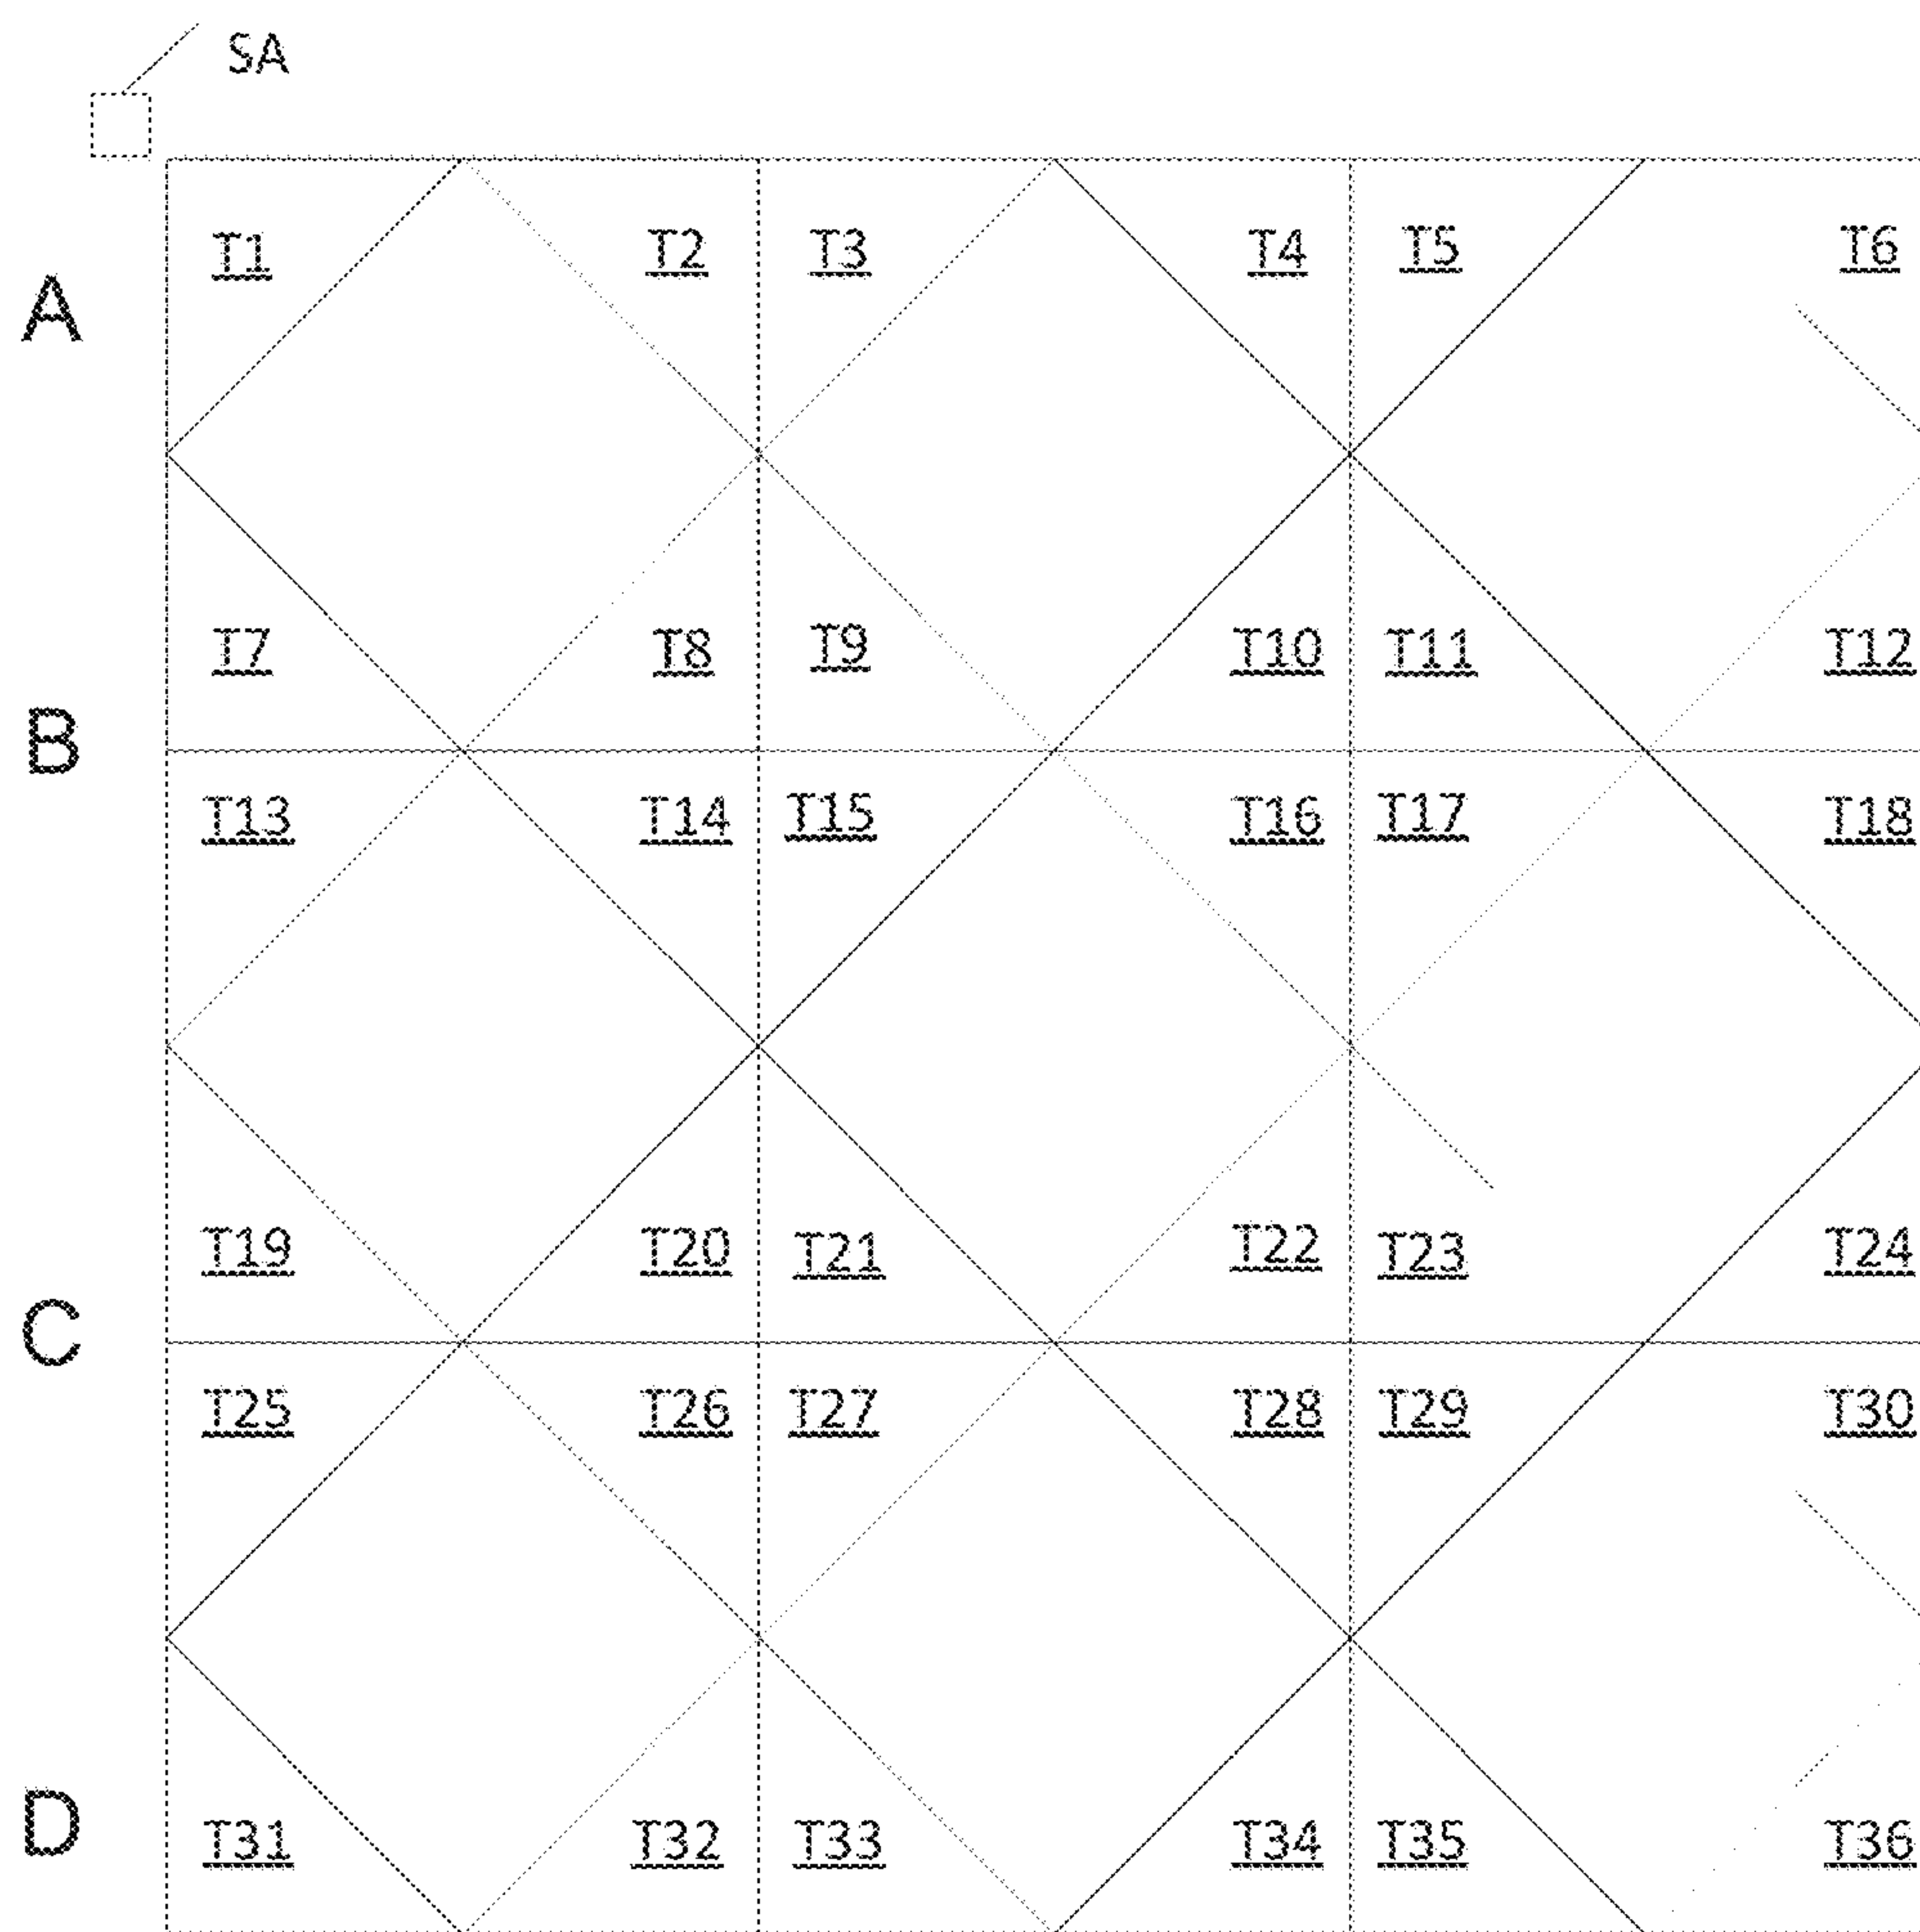 SA
T1 T2 T3 T4 T5 T6
A
T7 T8 T9 T10 T11 T12
B
T13 T14 T15 T16 T17 T18
T19 T20 T21 T22 T23 T24
C
T25 T26 T27 T28 T29 T30
D
T31 T32 T33 T34 T35 T36